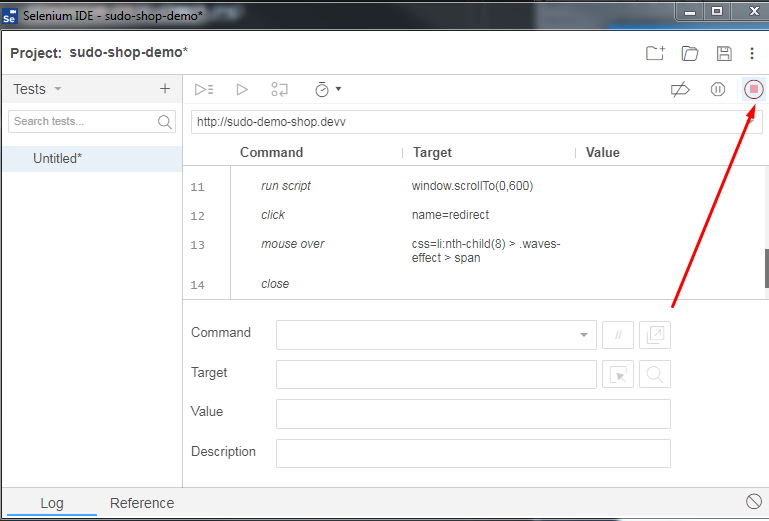 Se Selenium IDE - sudo-shop-demo*
Project: sudo-shop-demo*
Tests
Search tests...
Untitled*
http://sudo-demo-shop.devv
Command Target Value
11 run script window.scrollTo(0,600)
12 click name=redirect
13 mouse over css=li:nth-child(8) > .waves-
effect > span
14 close
Command //
Target
Value
Description
Log Reference